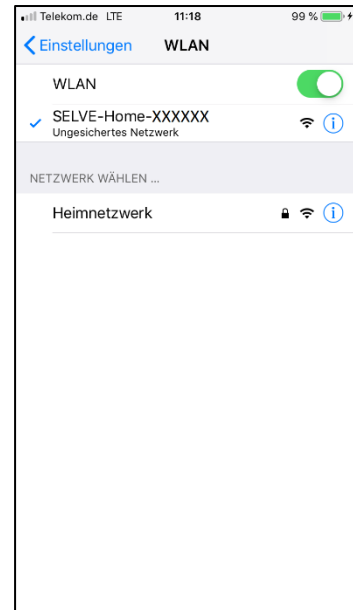 Telekom.de LTE 11:18 99 %
Einstellungen WLAN
WLAN
SELVE-Home-XXXXXX
Ungesichertes Netzwerk
NETZWERK WÄHLEN ...
Heimnetzwerk